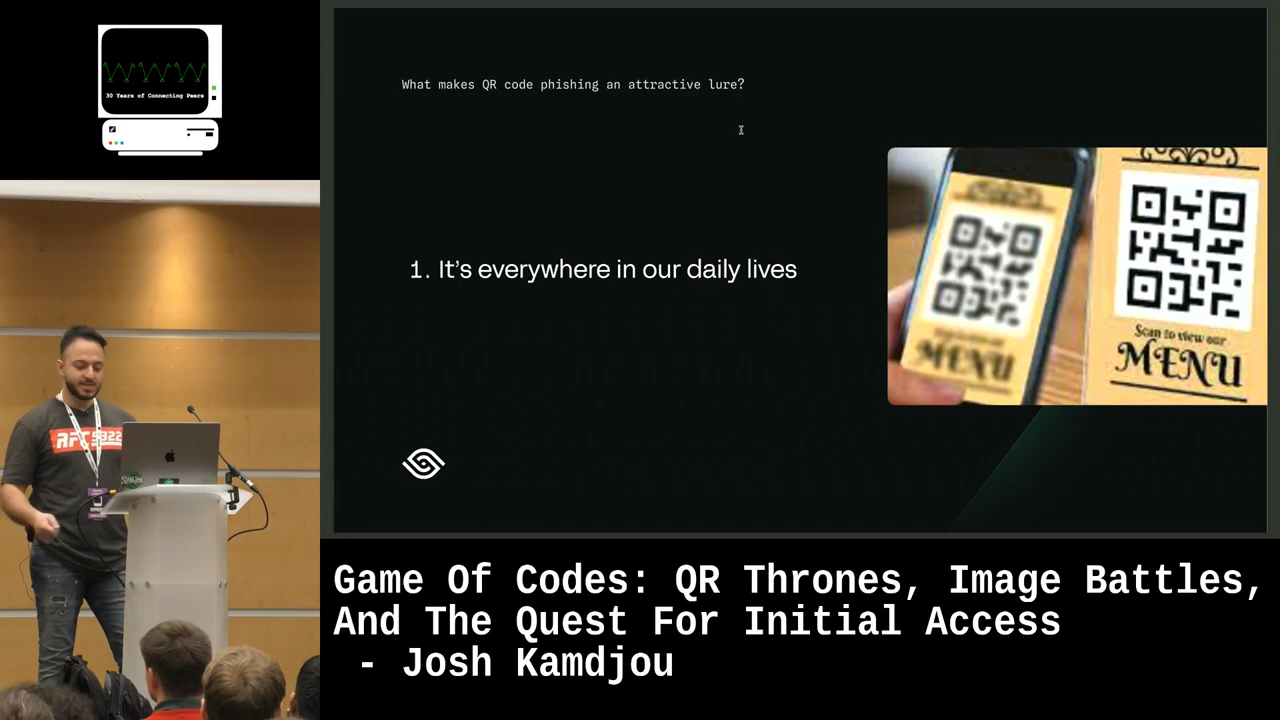 30 Years of Connecting Peers
What makes QR code phishing an attractive lure?
1. It's everywhere in our daily lives
Scan to view our
MENU
MENU
RFC 5322
Game Of Codes: QR Thrones, Image Battles,
And The Quest For Initial Access
- Josh Kamdjou